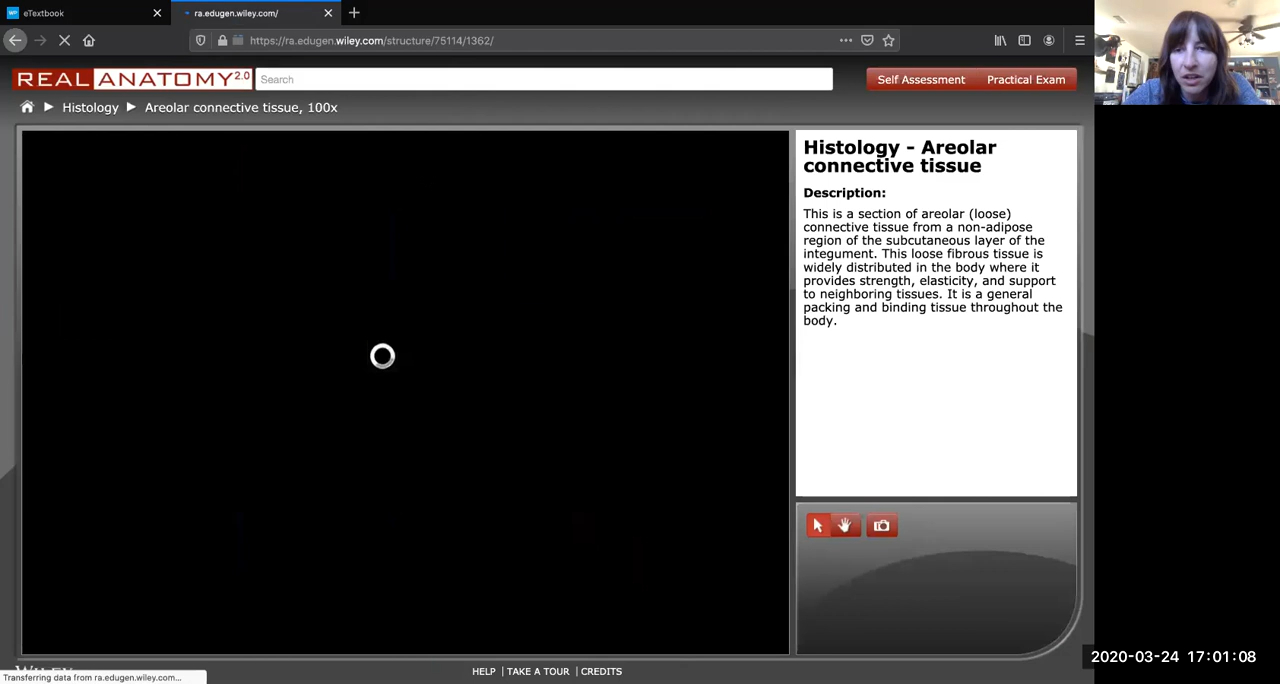 eTextbook
ra.edugen.wiley.com/
https://ra.edugen.wiley.com/structure/75114/1362/
REAL ANATOMY 2.0
Search
Self Assessment
Practical Exam
Histology ▶ Areolar connective tissue, 100x
Histology - Areolar
connective tissue
Description:
This is a section of areolar (loose)
connective tissue from a non-adipose
region of the subcutaneous layer of the
integument. This loose fibrous tissue is
widely distributed in the body where it
provides strength, elasticity, and support
to neighboring tissues. It is a general
packing and binding tissue throughout the
body.
HELP | TAKE A TOUR | CREDITS
Transferring data from ra.edugen.wiley.com...
2020-03-24 17:01:08